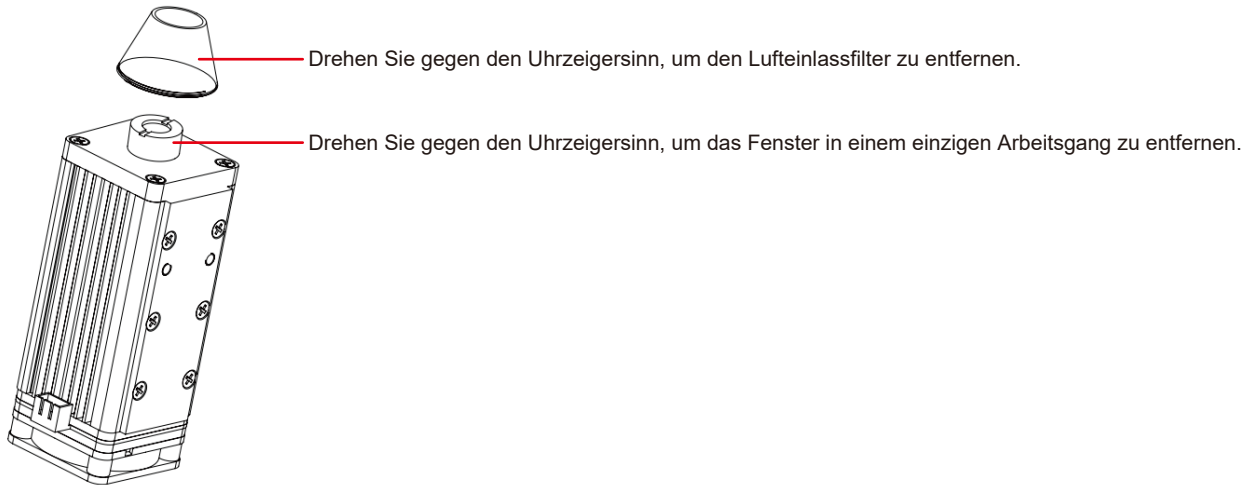 Drehen Sie gegen den Uhrzeigersinn, um den Lufteinlassfilter zu entfernen.
Drehen Sie gegen den Uhrzeigersinn, um das Fenster in einem einzigen Arbeitsgang zu entfernen.